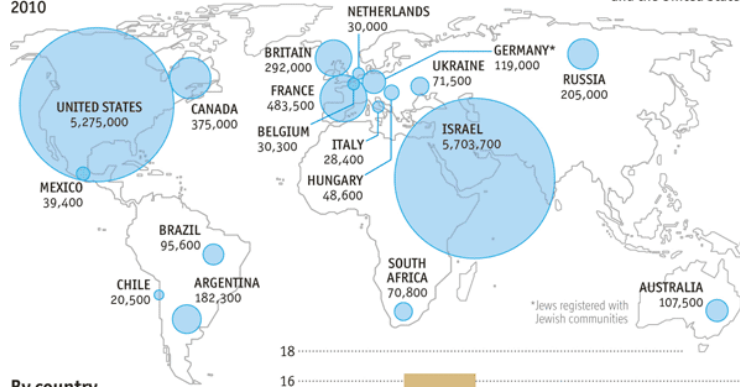 2010
and the United States
NETHERLANDS
30,000
BRITAIN
292,000
GERMANY*
119,000
UKRAINE
71,500
RUSSIA
205,000
UNITED STATES
5,275,000
CANADA
375,000
FRANCE
483,500
BELGIUM
30,300
ITALY
28,400
HUNGARY
48,600
ISRAEL
5,703,700
MEXICO
39,400
BRAZIL
95,600
CHILE
20,500
ARGENTINA
182,300
SOUTH
AFRICA
70,800
AUSTRALIA
107,500
*Jews registered with
Jewish communities
18
By country
16